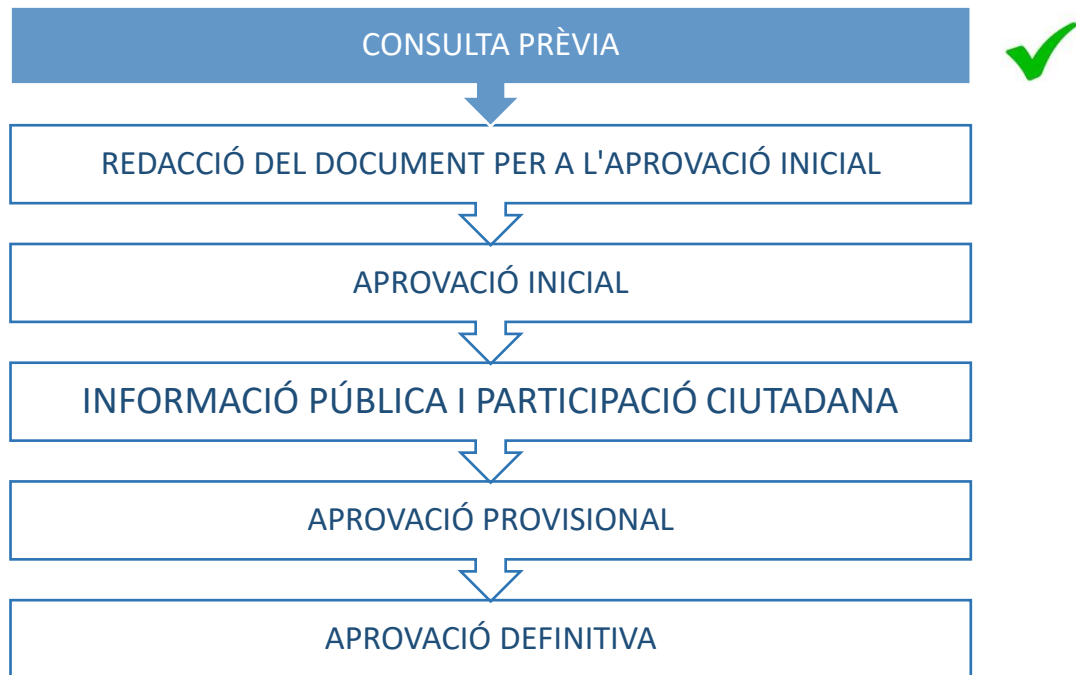 CONSULTA PRÈVIA
REDACCIÓ DEL DOCUMENT PER A L'APROVACIÓ INICIAL
APROVACIÓ INICIAL
INFORMACIÓ PÚBLICA I PARTICIPACIÓ CIUTADANA
APROVACIÓ PROVISIONAL
APROVACIÓ DEFINITIVA